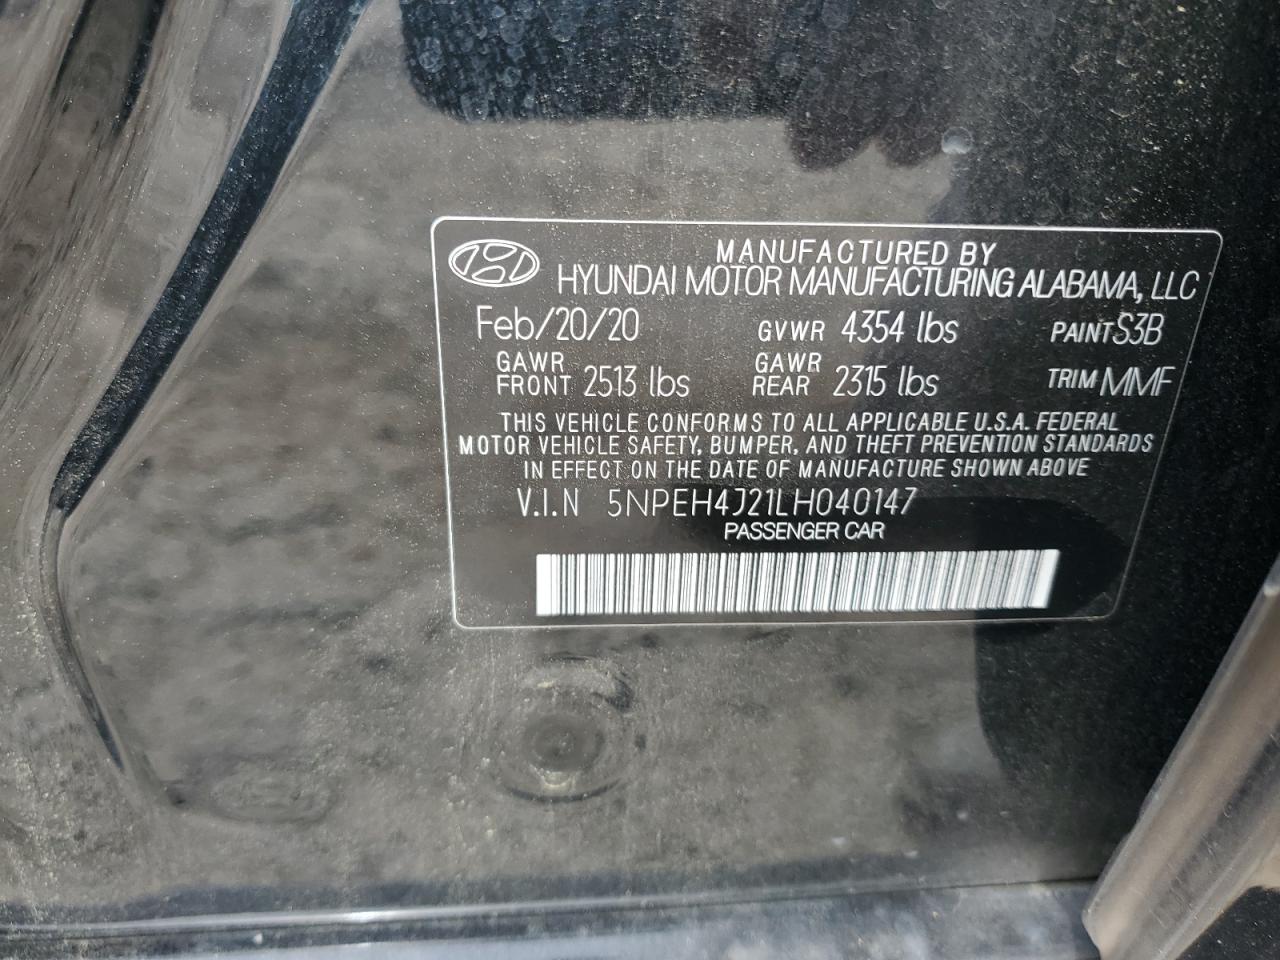 MANUFACTURED BY
HYUNDAI MOTOR MANUFACTURING ALABAMA, LLC
Feb/20/20 GVWR 4354 lbs PAINT S3B
GAWR FRONT 2513 lbs GAWR REAR 2315 lbs TRIM MMF
THIS VEHICLE CONFORMS TO ALL APPLICABLE U.S.A. FEDERAL
MOTOR VEHICLE SAFETY, BUMPER, AND THEFT PREVENTION STANDARDS
IN EFFECT ON THE DATE OF MANUFACTURE SHOWN ABOVE
V.I.N 5NPEH4J21LH040147
PASSENGER CAR